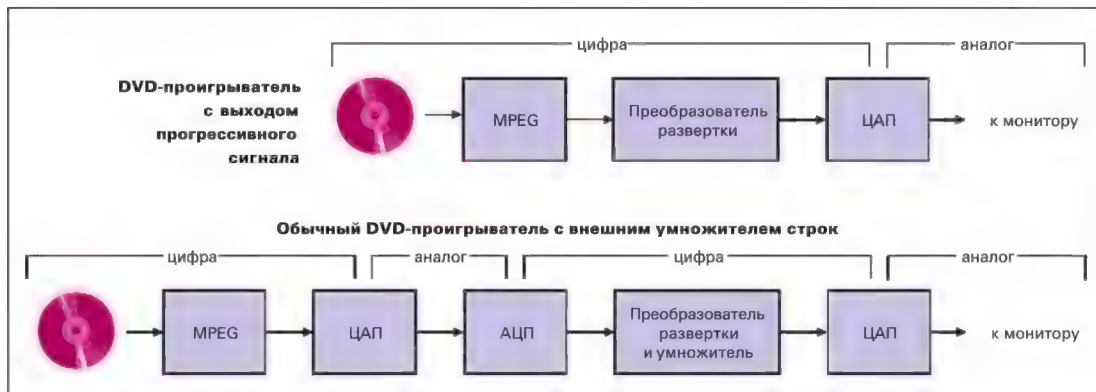 цифра
аналог
DVD-проигрыватель
с выходом
прогрессивного
сигнала
MPEG
Преобразователь
развертки
ЦАП
к монитору
Обычный DVD-проигрыватель с внешним умножителем строк
цифра
аналог
цифра
аналог
MPEG
ЦАП
АЦП
Преобразователь
развертки
и умножитель
ЦАП
к монитору